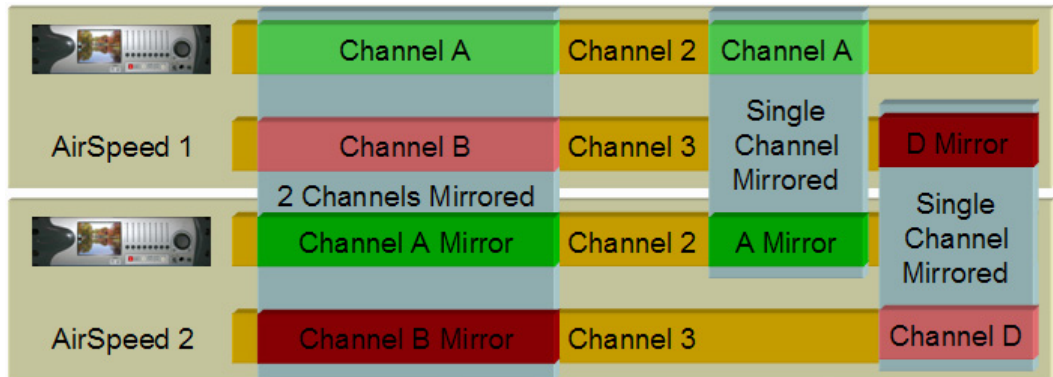 Channel A
Channel 2
Channel A
AirSpeed 1
Channel B
Channel 3
Single
Channel
Mirrored
D Mirror
2 Channels Mirrored
Channel A Mirror
Channel 2
A Mirror
Single
Channel
Mirrored
AirSpeed 2
Channel B Mirror
Channel 3
Channel D